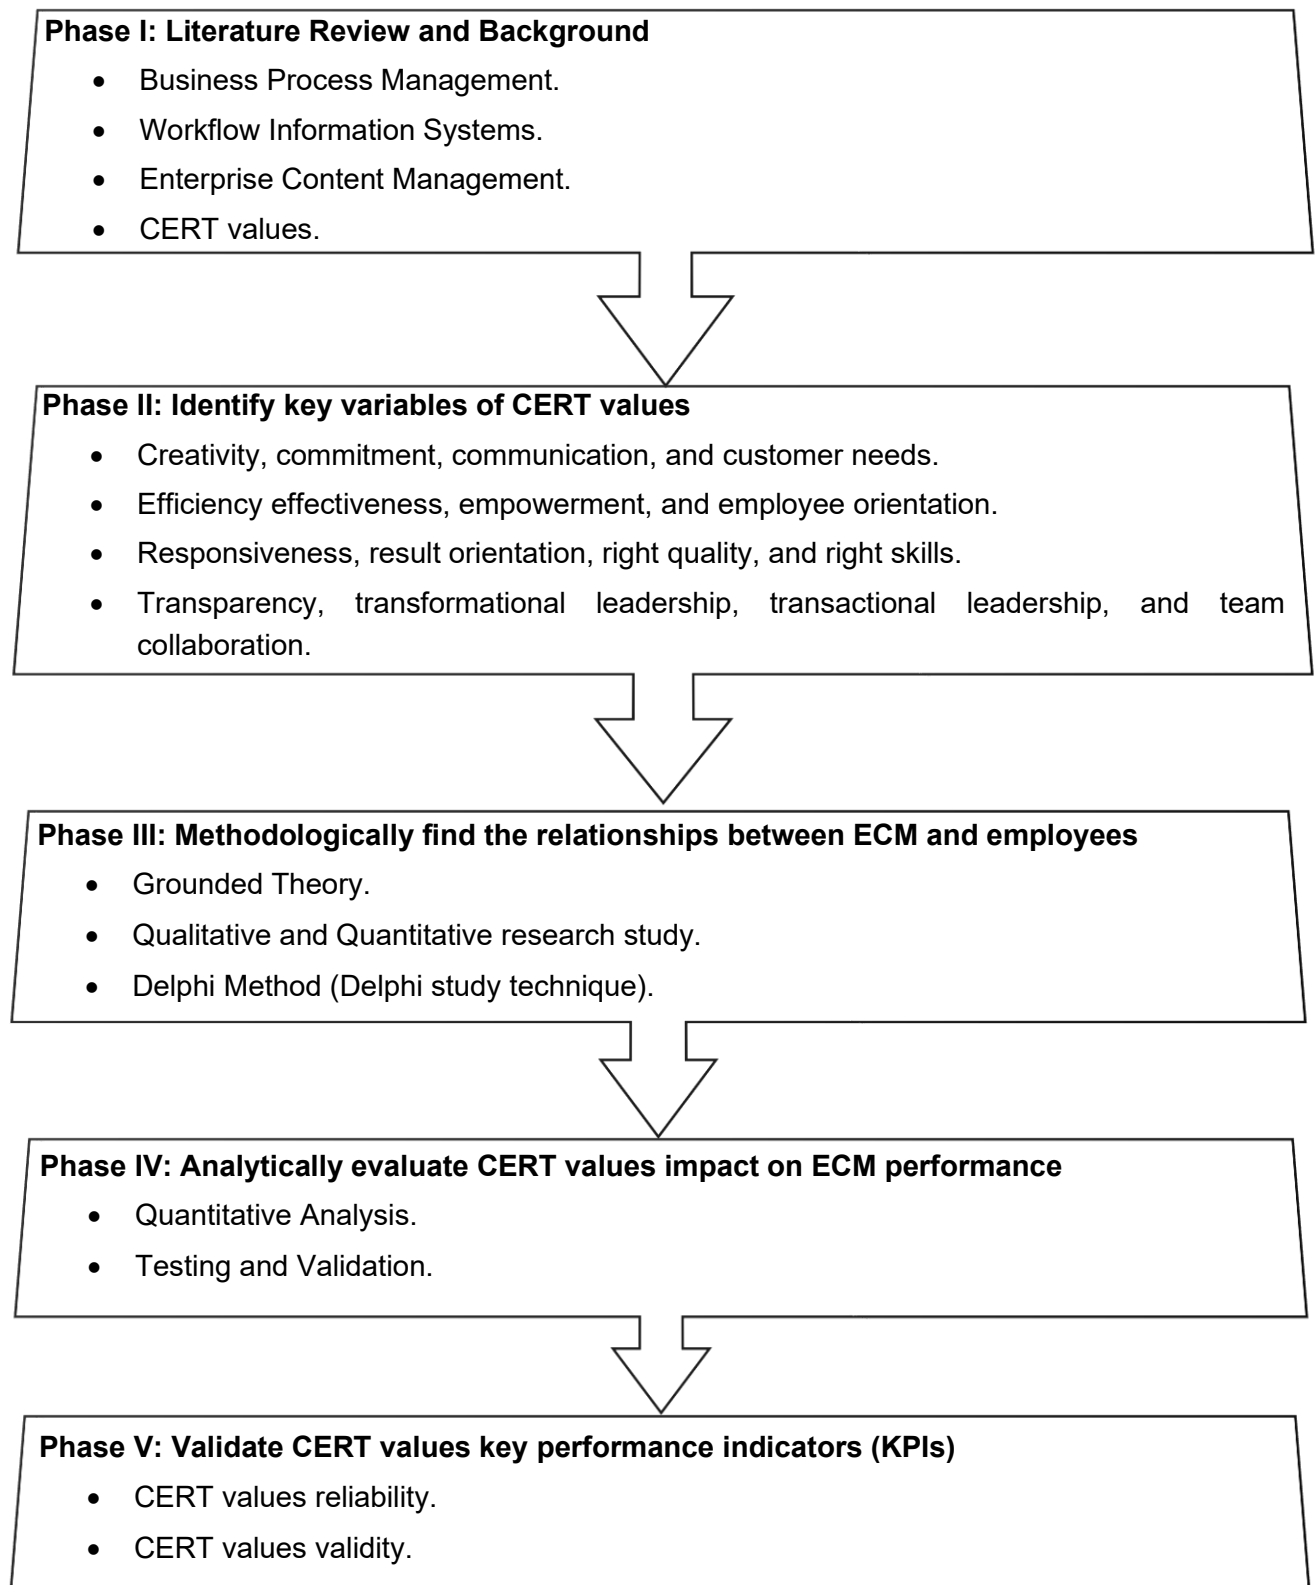 Phase I: Literature Review and Background
• Business Process Management.
• Workflow Information Systems.
• Enterprise Content Management.
• CERT values.
Phase II: Identify key variables of CERT values
• Creativity, commitment, communication, and customer needs.
• Efficiency effectiveness, empowerment, and employee orientation.
• Responsiveness, result orientation, right quality, and right skills.
• Transparency, transformational leadership, transactional leadership, and team
collaboration.
Phase III: Methodologically find the relationships between ECM and employees
• Grounded Theory.
• Qualitative and Quantitative research study.
• Delphi Method (Delphi study technique).
Phase IV: Analytically evaluate CERT values impact on ECM performance
• Quantitative Analysis.
• Testing and Validation.
Phase V: Validate CERT values key performance indicators (KPIs)
• CERT values reliability.
• CERT values validity.